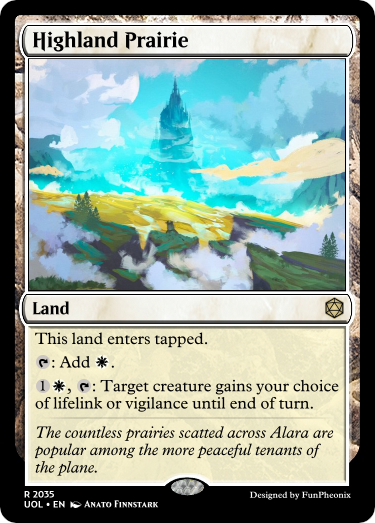 Highland Prairie
Land
This land enters tapped.
: Add .
1 , : Target creature gains your choice
of lifelink or vigilance until end of turn.
The countless prairies scatted across Alara are
popular among the more peaceful tenants of
the plane.
R 2035
UOL • EN Anato Finnstark
Designed by FunPheonix